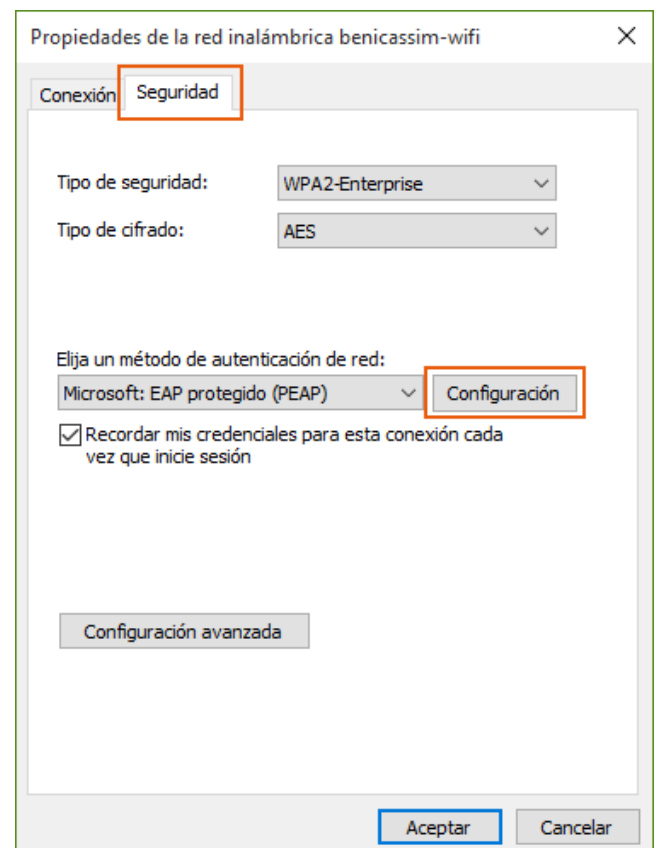 Propiedades de la red inalámbrica benicassim-wifi
Conexión Seguridad
Tipo de seguridad: WPA2-Enterprise
Tipo de cifrado: AES
Elija un método de autenticación de red:
Microsoft: EAP protegido (PEAP) Configuración
Recordar mis credenciales para esta conexión cada
vez que inicie sesión
Configuración avanzada
Aceptar Cancelar